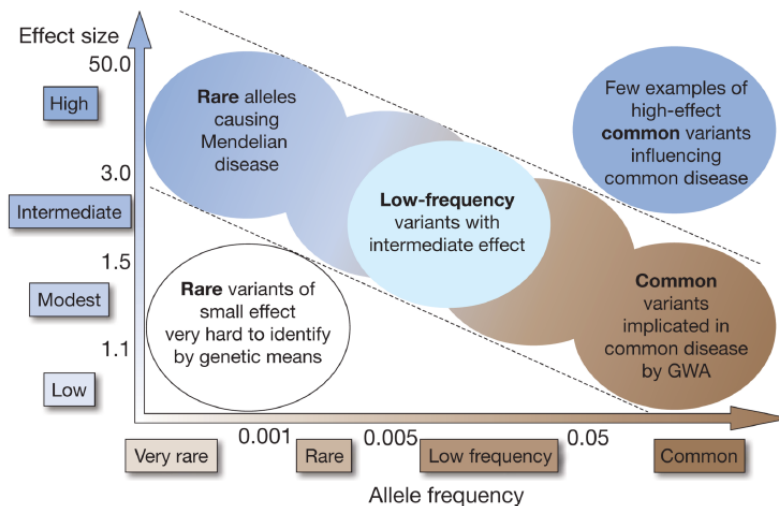 Effect size
50.0
High
3.0
Intermediate
1.5
Modest
1.1
Low
Rare alleles
causing
Mendelian
disease
Few examples of
high-effect
common variants
influencing
common disease
Low-frequency
variants with
intermediate effect
Rare variants of
small effect
very hard to identify
by genetic means
Common
variants
implicated in
common disease
by GWA
0.001
0.005
0.05
Very rare
Rare
Low frequency
Common
Allele frequency